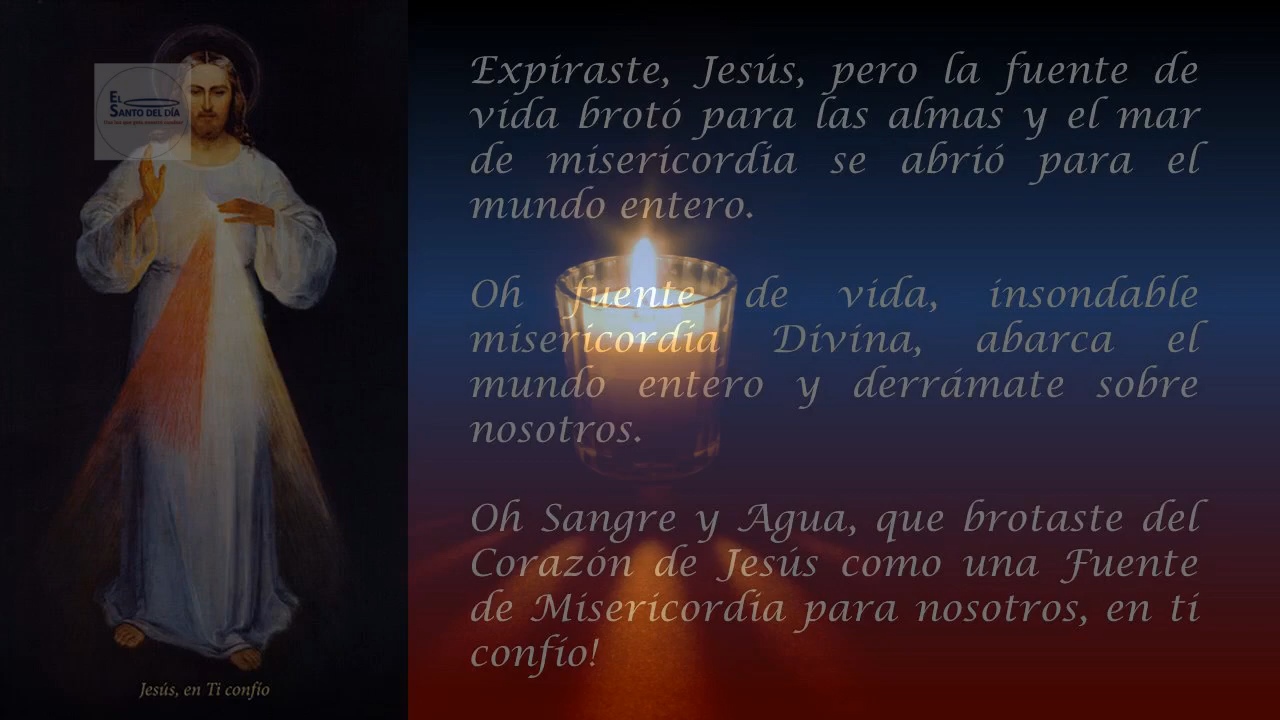 EL
SANTO DEL DÍA
Expiraste, Jesús, pero la fuente de
vida brotó para las almas y el mar
de misericordia se abrió para el
mundo entero.
Oh fuente de vida, insondable
misericordia Divina, abarca el
mundo entero y derrámate sobre
nosotros.
Oh Sangre y Agua, que brotaste del
Corazón de Jesús como una Fuente
de Misericordia para nosotros, en ti
confío!
Jesús, en Ti confío